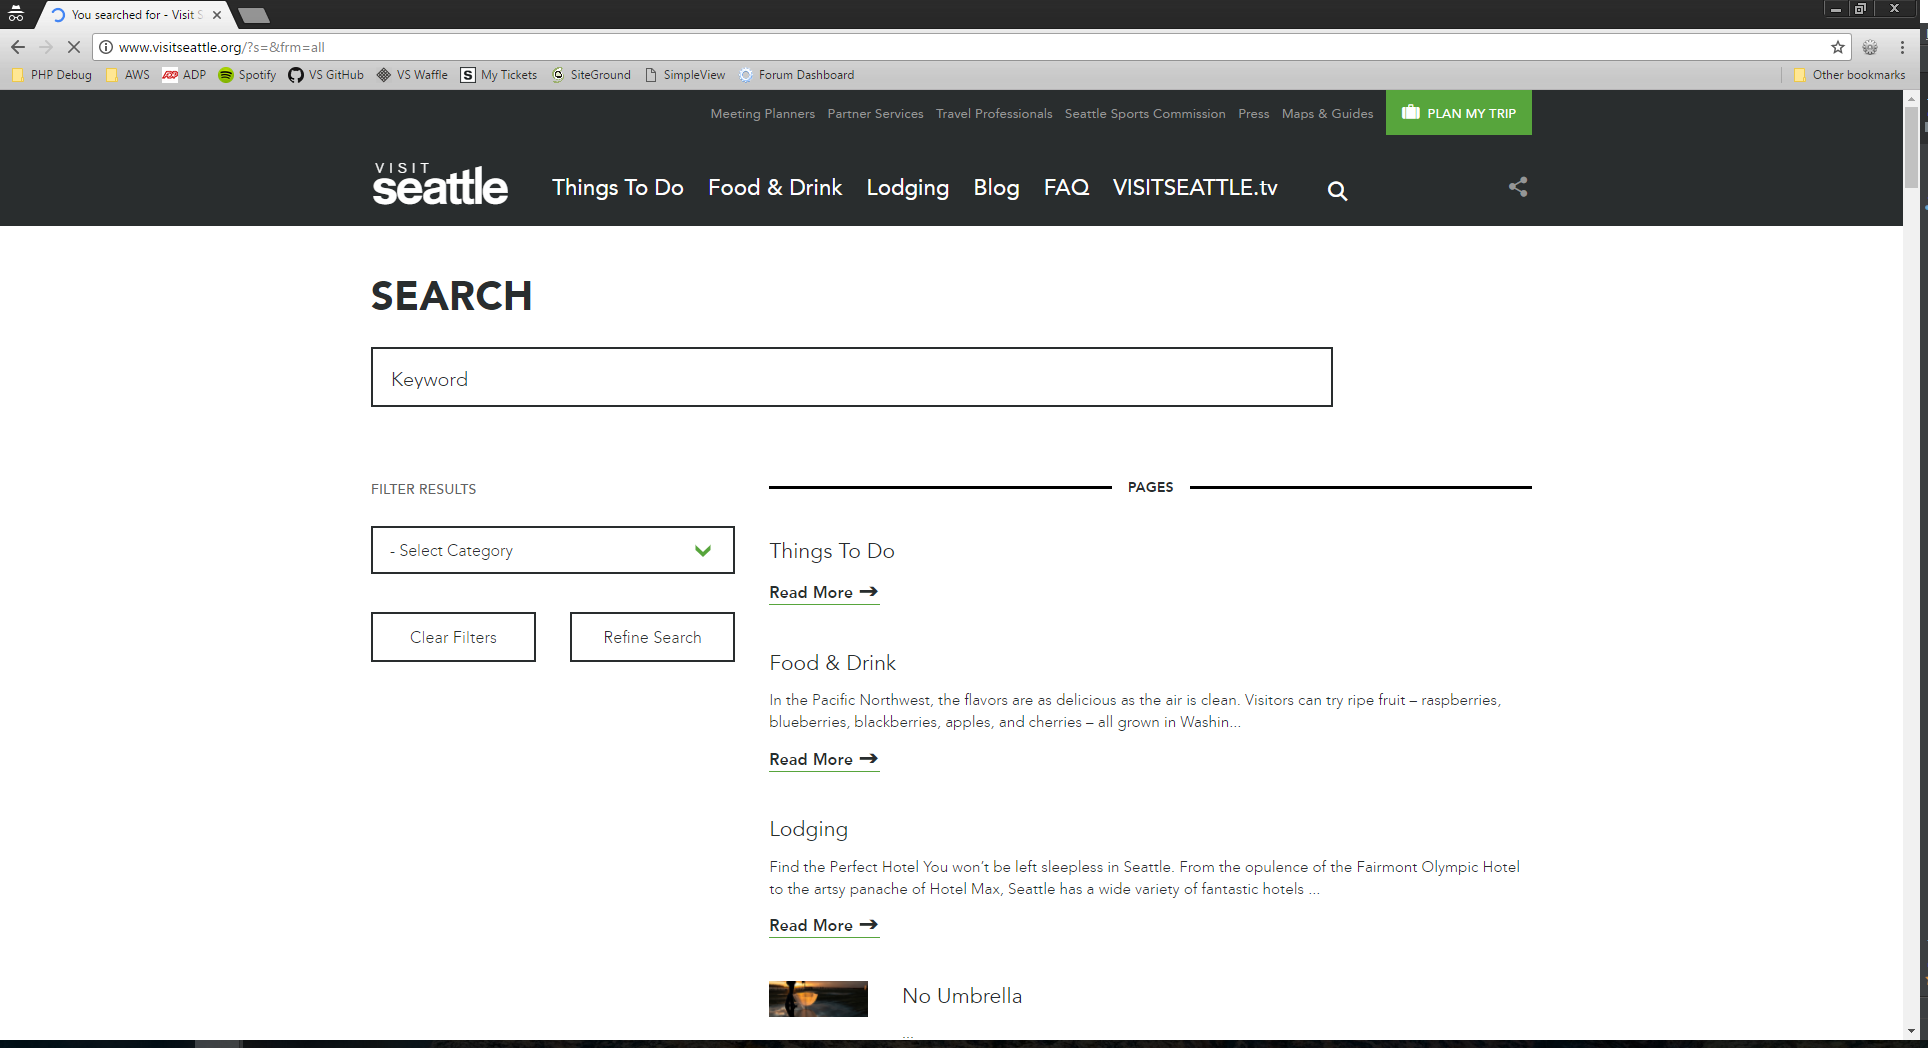 You searched for - Visit S
www.visitseattle.org/?s=&frm=all
PHP Debug AWS ADP Spotify VS GitHub VS Waffle My Tickets SiteGround SimpleView Forum Dashboard Other bookmarks
Meeting Planners Partner Services Travel Professionals Seattle Sports Commission Press Maps & Guides PLAN MY TRIP
VISIT
seattle
Things To Do Food & Drink Lodging Blog FAQ VISITSEATTLE.tv
SEARCH
Keyword
FILTER RESULTS
- Select Category
Clear Filters Refine Search
PAGES
Things To Do
Read More
Food & Drink
In the Pacific Northwest, the flavors are as delicious as the air is clean. Visitors can try ripe fruit – raspberries,
blueberries, blackberries, apples, and cherries – all grown in Washin...
Read More
Lodging
Find the Perfect Hotel You won't be left sleepless in Seattle. From the opulence of the Fairmont Olympic Hotel
to the artsy panache of Hotel Max, Seattle has a wide variety of fantastic hotels ...
Read More
No Umbrella
...